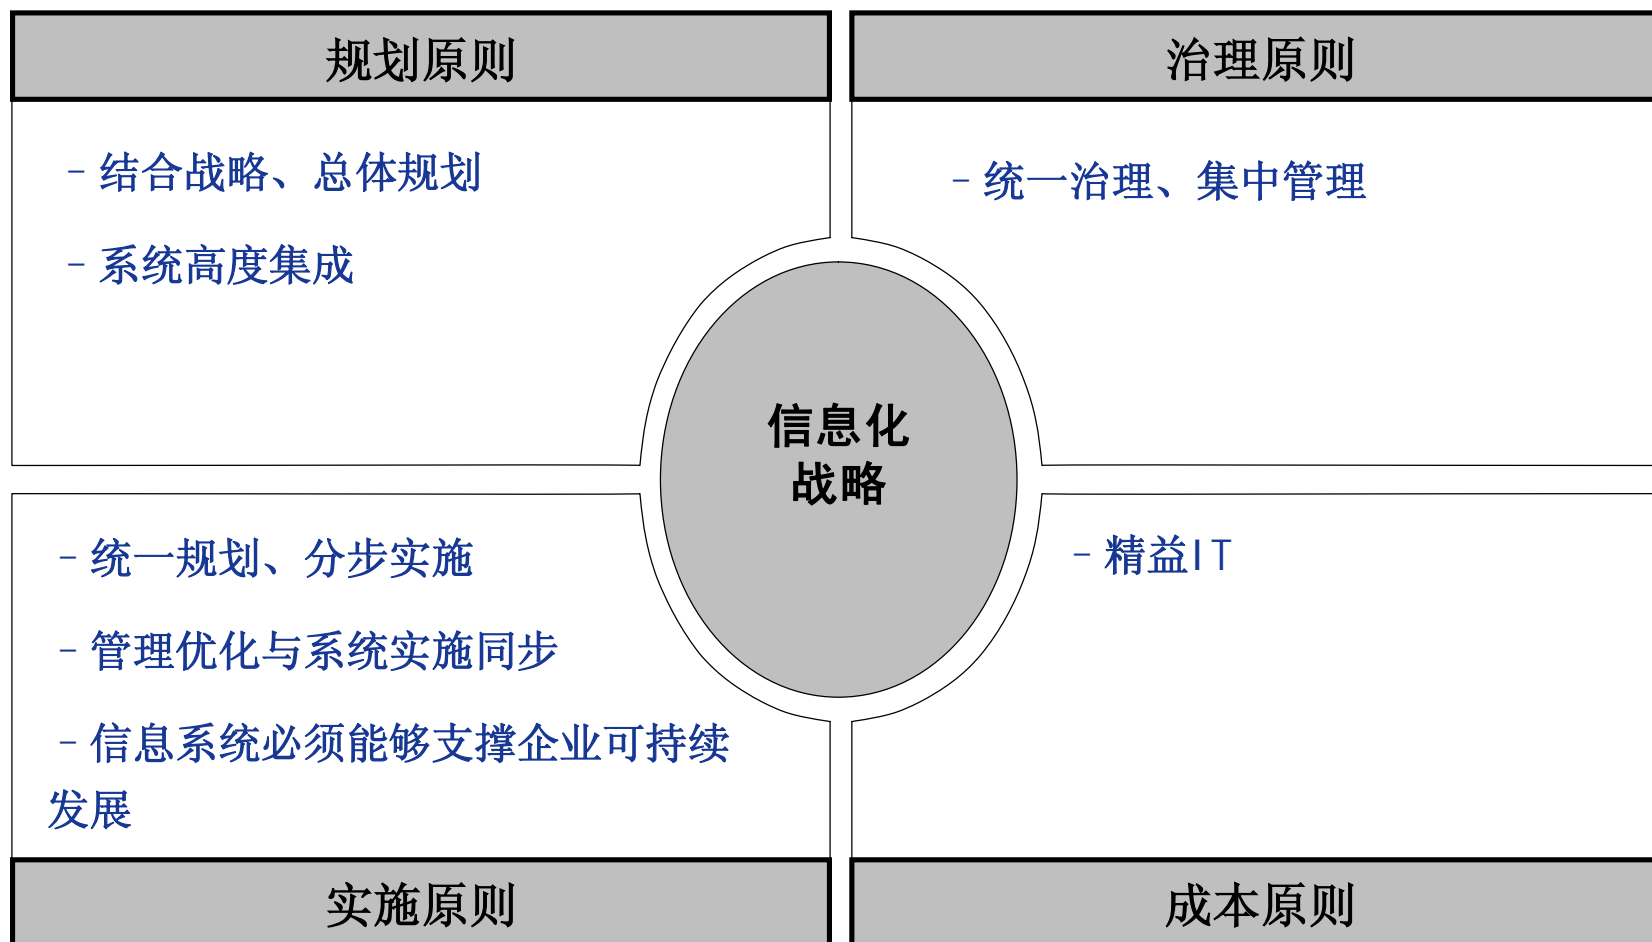 规划原则
- 结合战略、总体规划
- 系统高度集成
治理原则
- 统一治理、集中管理
信息化
战略
- 统一规划、分步实施
- 管理优化与系统实施同步
- 信息系统必须能够支撑企业可持续
发展
实施原则
- 精益IT
成本原则